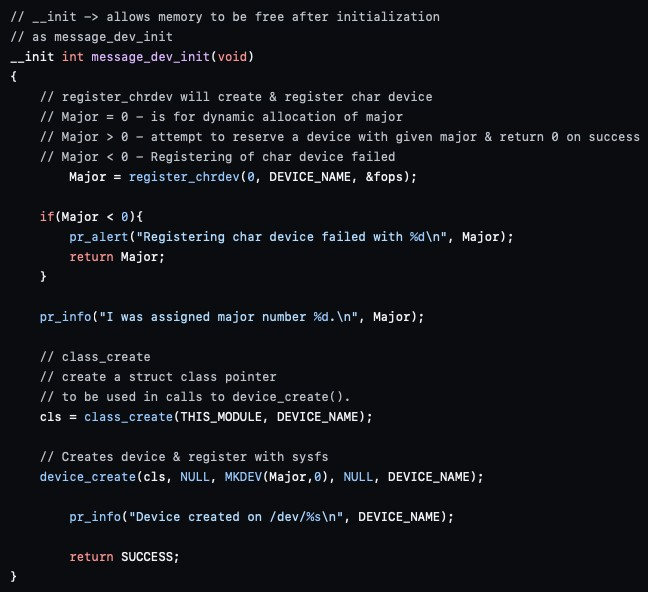 // __init -> allows memory to be free after initialization
// as message_dev_init
__init int message_dev_init(void)
{
    // register_chrdev will create & register char device
    // Major = 0 - is for dynamic allocation of major
    // Major > 0 - attempt to reserve a device with given major & return 0 on success
    // Major < 0 - Registering of char device failed
        Major = register_chrdev(0, DEVICE_NAME, &fops);

    if(Major < 0){
        pr_alert("Registering char device failed with %d\n", Major);
        return Major;
    }

    pr_info("I was assigned major number %d.\n", Major);

    // class_create
    // create a struct class pointer
    // to be used in calls to device_create().
    cls = class_create(THIS_MODULE, DEVICE_NAME);

    // Creates device & register with sysfs
    device_create(cls, NULL, MKDEV(Major,0), NULL, DEVICE_NAME);

        pr_info("Device created on /dev/%s\n", DEVICE_NAME);

        return SUCCESS;
}